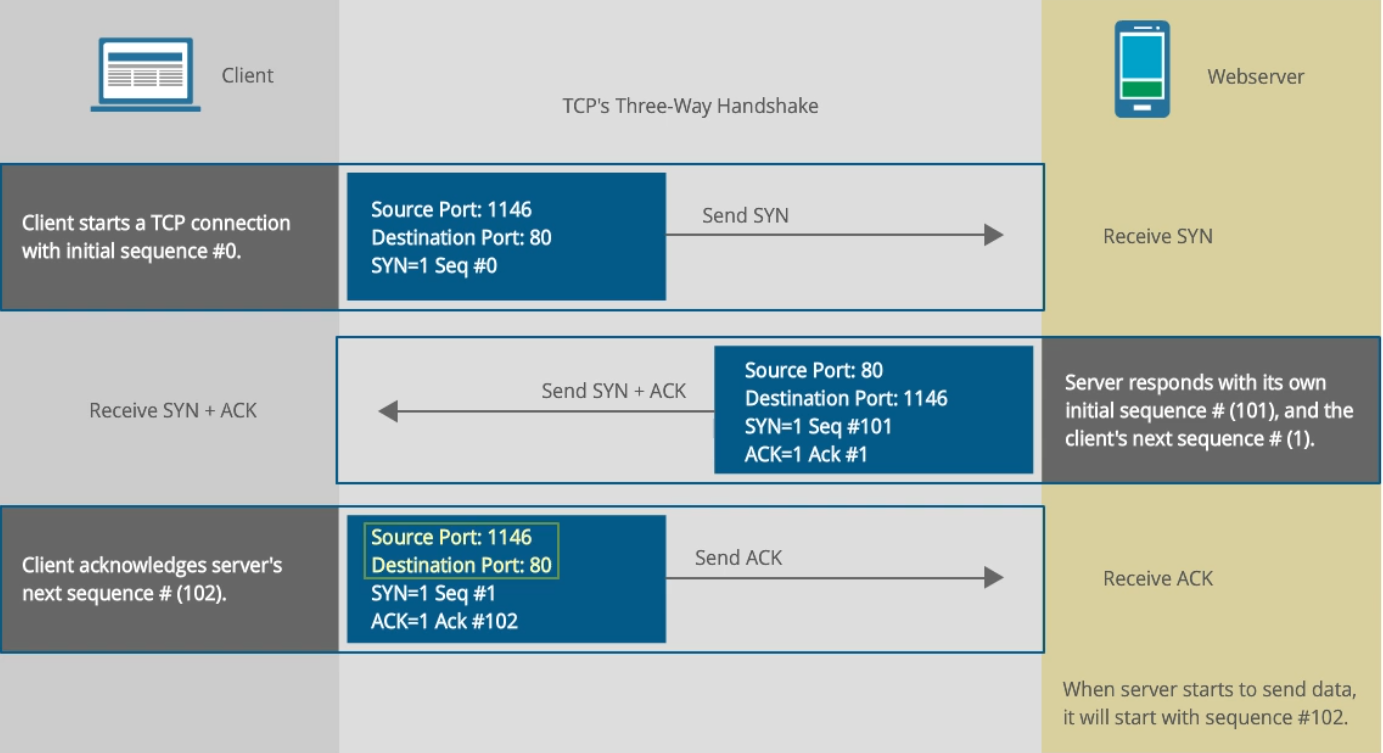 Client
Webserver
TCP's Three-Way Handshake
Client starts a TCP connection
with initial sequence #0.
Source Port: 1146
Destination Port: 80
SYN=1 Seq #0
Send SYN
Receive SYN
Receive SYN + ACK
Send SYN + ACK
Source Port: 80
Destination Port: 1146
SYN=1 Seq #101
ACK=1 Ack #1
Server responds with its own
initial sequence # (101), and the
client's next sequence # (1).
Client acknowledges server's
next sequence # (102).
Source Port: 1146
Destination Port: 80
SYN=1 Seq #1
ACK=1 Ack #102
Send ACK
Receive ACK
When server starts to send data,
it will start with sequence #102.